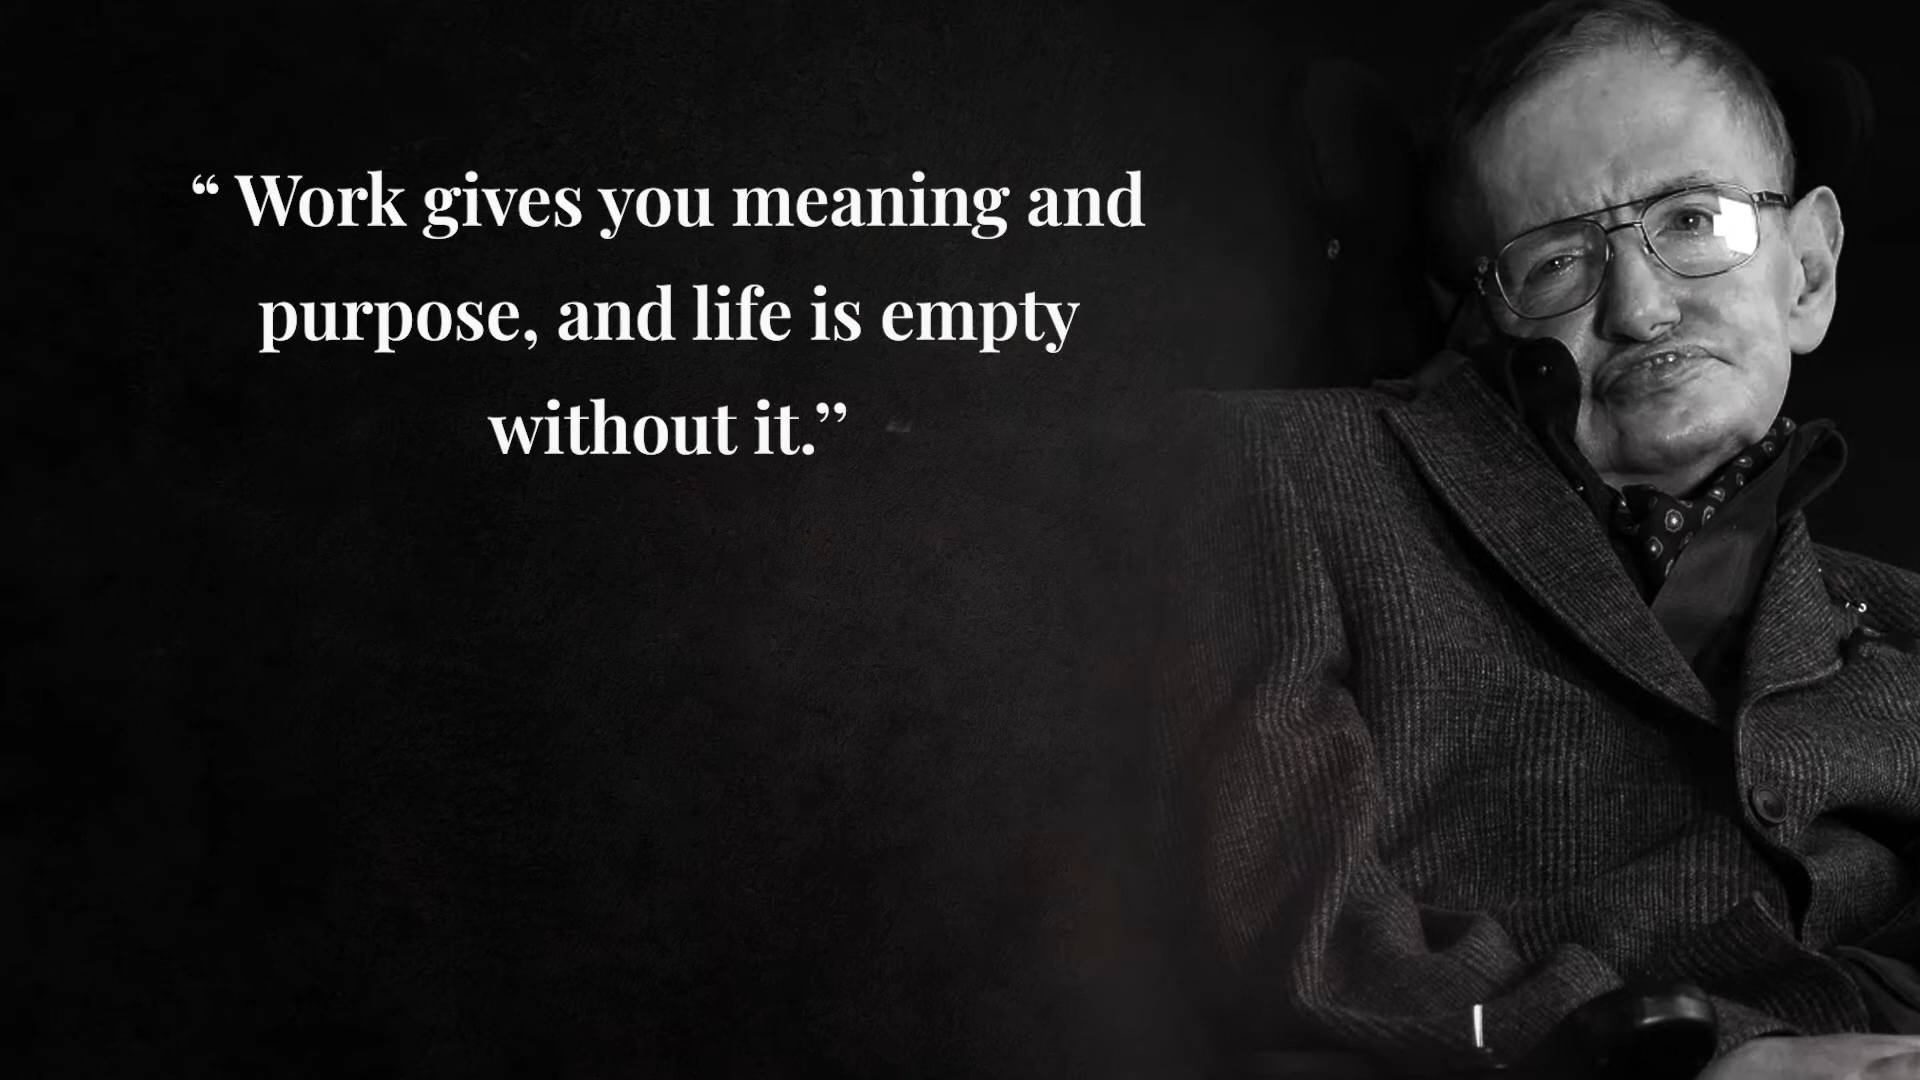 “ Work gives you meaning and
purpose, and life is empty
without it.”